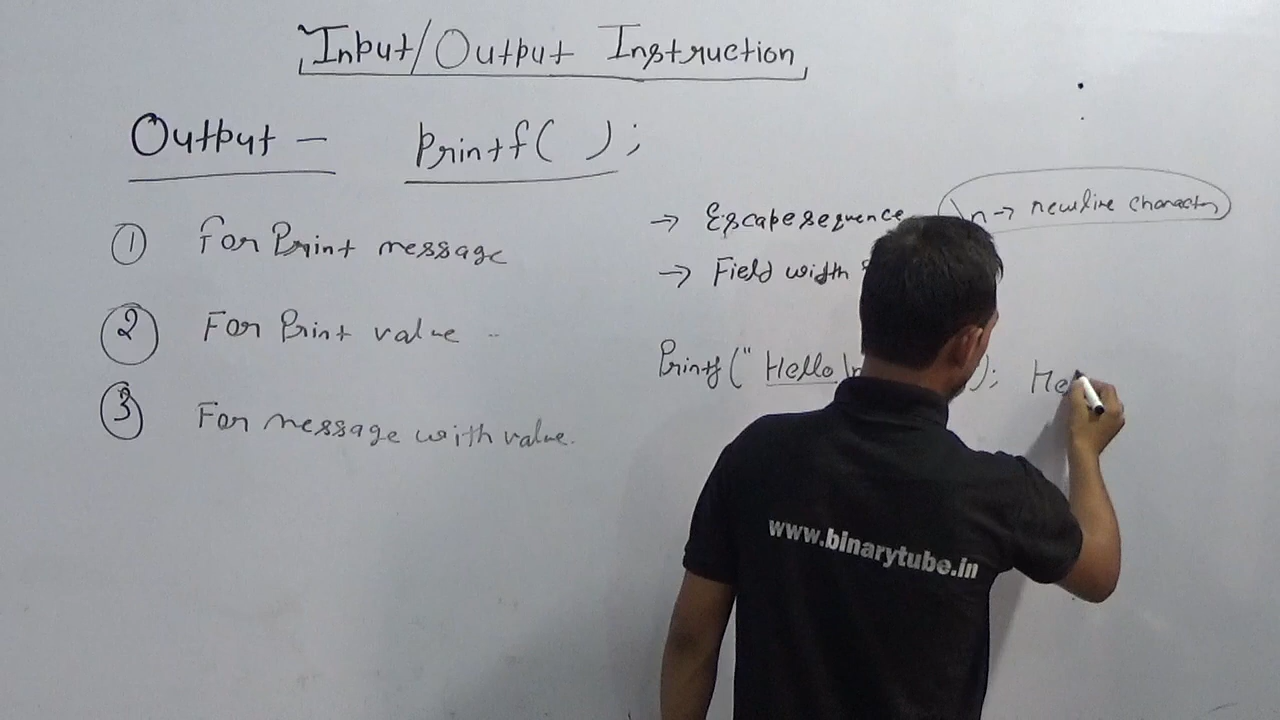 Input/Output Instruction
Output - Printf( );
① For Print message
② For Print value -
③ For message with value.
→ Escape sequence \n → newline character
→ Field width
Printf(" Hello \n ); He
www.binarytube.in